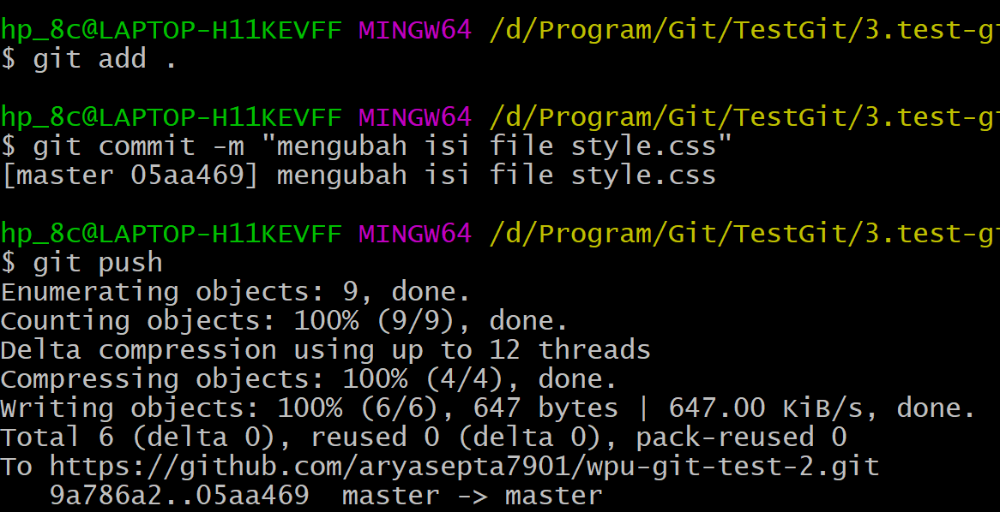 hp_8c@LAPTOP-H11KEVFF MINGW64 /d/Program/Git/TestGit/3.test-gi
$ git add .
hp_8c@LAPTOP-H11KEVFF MINGW64 /d/Program/Git/TestGit/3.test-gi
$ git commit -m "mengubah isi file style.css"
[master 05aa469] mengubah isi file style.css
hp_8c@LAPTOP-H11KEVFF MINGW64 /d/Program/Git/TestGit/3.test-gi
$ git push
Enumerating objects: 9, done.
Counting objects: 100% (9/9), done.
Delta compression using up to 12 threads
Compressing objects: 100% (4/4), done.
Writing objects: 100% (6/6), 647 bytes | 647.00 KiB/s, done.
Total 6 (delta 0), reused 0 (delta 0), pack-reused 0
To https://github.com/aryasepta7901/wpu-git-test-2.git
   9a786a2..05aa469  master -> master